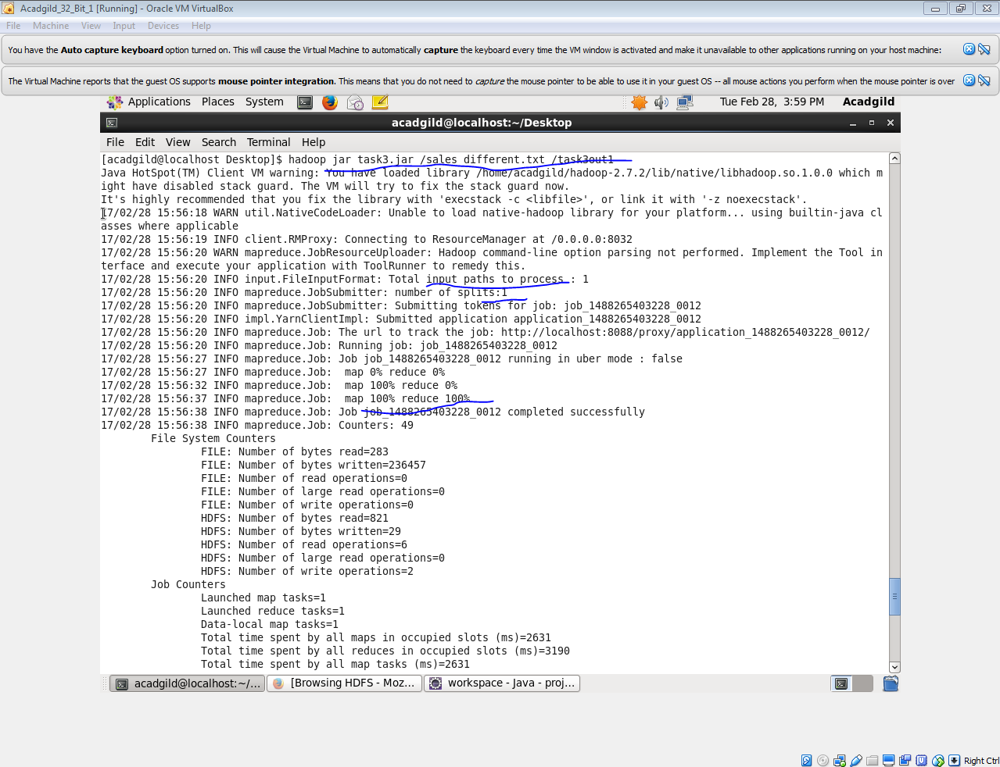 Acadgild_32_Bit_1 [Running] - Oracle VM VirtualBox
File Machine View Input Devices Help
You have the Auto capture keyboard option turned on. This will cause the Virtual Machine to automatically capture the keyboard every time the VM window is activated and make it unavailable to other applications running on your host machine:
The Virtual Machine reports that the guest OS supports mouse pointer integration. This means that you do not need to capture the mouse pointer to be able to use it in your guest OS -- all mouse actions you perform when the mouse pointer is over
Applications Places System Tue Feb 28, 3:59 PM Acadgild
acadgild@localhost:~/Desktop
File Edit View Search Terminal Help
[acadgild@localhost Desktop]$ hadoop jar task3.jar /sales different.txt /task3out1
Java HotSpot(TM) Client VM warning: You have loaded library /home/acadgild/hadoop-2.7.2/lib/native/libhadoop.so.1.0.0 which m
ight have disabled stack guard. The VM will try to fix the stack guard now.
It's highly recommended that you fix the library with 'execstack -c <libfile>', or link it with '-z noexecstack'.
17/02/28 15:56:18 WARN util.NativeCodeLoader: Unable to load native-hadoop library for your platform... using builtin-java cl
asses where applicable
17/02/28 15:56:19 INFO client.RMProxy: Connecting to ResourceManager at /0.0.0.0:8032
17/02/28 15:56:20 WARN mapreduce.JobResourceUploader: Hadoop command-line option parsing not performed. Implement the Tool in
terface and execute your application with ToolRunner to remedy this.
17/02/28 15:56:20 INFO input.FileInputFormat: Total input paths to process : 1
17/02/28 15:56:20 INFO mapreduce.JobSubmitter: number of splits:1
17/02/28 15:56:20 INFO mapreduce.JobSubmitter: Submitting tokens for job: job_1488265403228_0012
17/02/28 15:56:20 INFO impl.YarnClientImpl: Submitted application application_1488265403228_0012
17/02/28 15:56:20 INFO mapreduce.Job: The url to track the job: http://localhost:8088/proxy/application_1488265403228_0012/
17/02/28 15:56:20 INFO mapreduce.Job: Running job: job_1488265403228_0012
17/02/28 15:56:27 INFO mapreduce.Job: Job job_1488265403228_0012 running in uber mode : false
17/02/28 15:56:27 INFO mapreduce.Job: map 0% reduce 0%
17/02/28 15:56:32 INFO mapreduce.Job: map 100% reduce 0%
17/02/28 15:56:37 INFO mapreduce.Job: map 100% reduce 100%
17/02/28 15:56:38 INFO mapreduce.Job: Job job_1488265403228_0012 completed successfully
17/02/28 15:56:38 INFO mapreduce.Job: Counters: 49
File System Counters
FILE: Number of bytes read=283
FILE: Number of bytes written=236457
FILE: Number of read operations=0
FILE: Number of large read operations=0
FILE: Number of write operations=0
HDFS: Number of bytes read=821
HDFS: Number of bytes written=29
HDFS: Number of read operations=6
HDFS: Number of large read operations=0
HDFS: Number of write operations=2
Job Counters
Launched map tasks=1
Launched reduce tasks=1
Data-local map tasks=1
Total time spent by all maps in occupied slots (ms)=2631
Total time spent by all reduces in occupied slots (ms)=3190
Total time spent by all map tasks (ms)=2631
acadgild@localhost:~/... [Browsing HDFS - Moz... workspace - Java - proj...
Right Ctrl